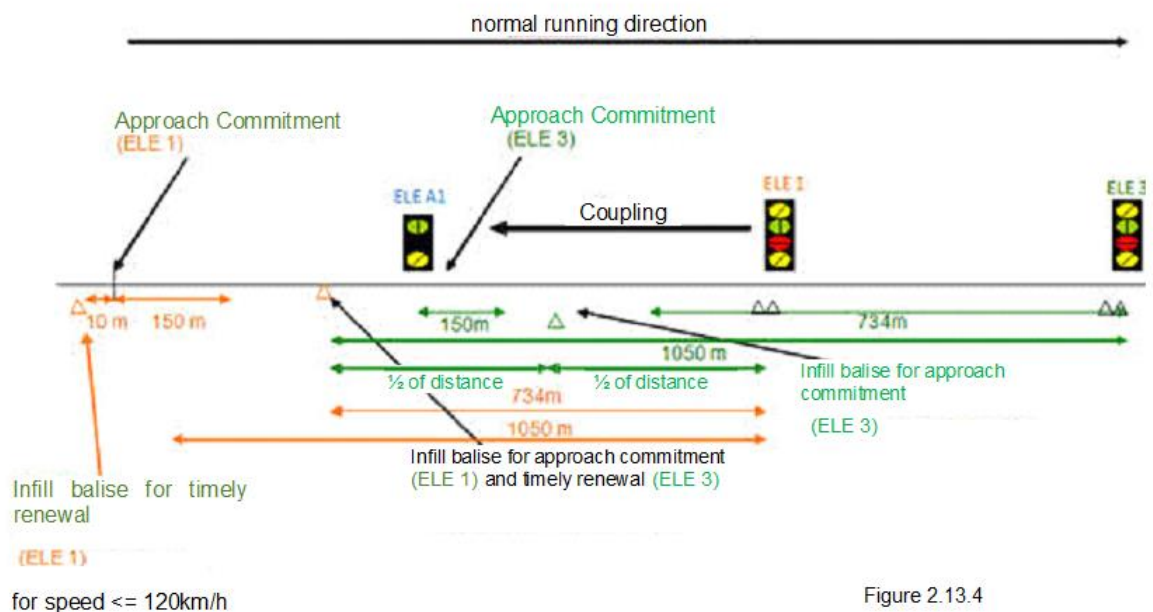 normal running direction
Approach Commitment
(ELE 1)
Approach Commitment
(ELE 3)
ELE A1
Coupling
ELE 1
ELE 3
10 m
150 m
150m
734m
1050 m
½ of distance
½ of distance
734m
1050 m
Infill balise for approach
commitment
(ELE 3)
Infill balise for approach commitment
(ELE 1) and timely renewal (ELE 3)
Infill balise for timely
renewal
(ELE 1)
for speed <= 120km/h
Figure 2.13.4